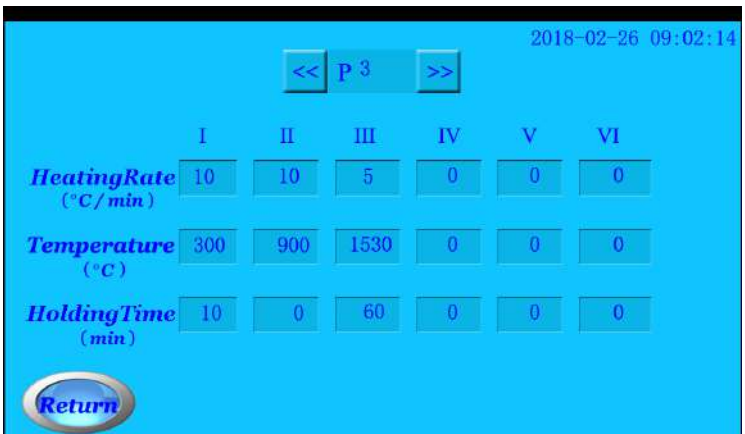 2018-02-26 09:02:14
<< P 3 >>
I II III IV V VI
HeatingRate 10 10 5 0 0 0
(°C/min)
Temperature 300 900 1530 0 0 0
(°C)
HoldingTime 10 0 60 0 0 0
(min)
Return